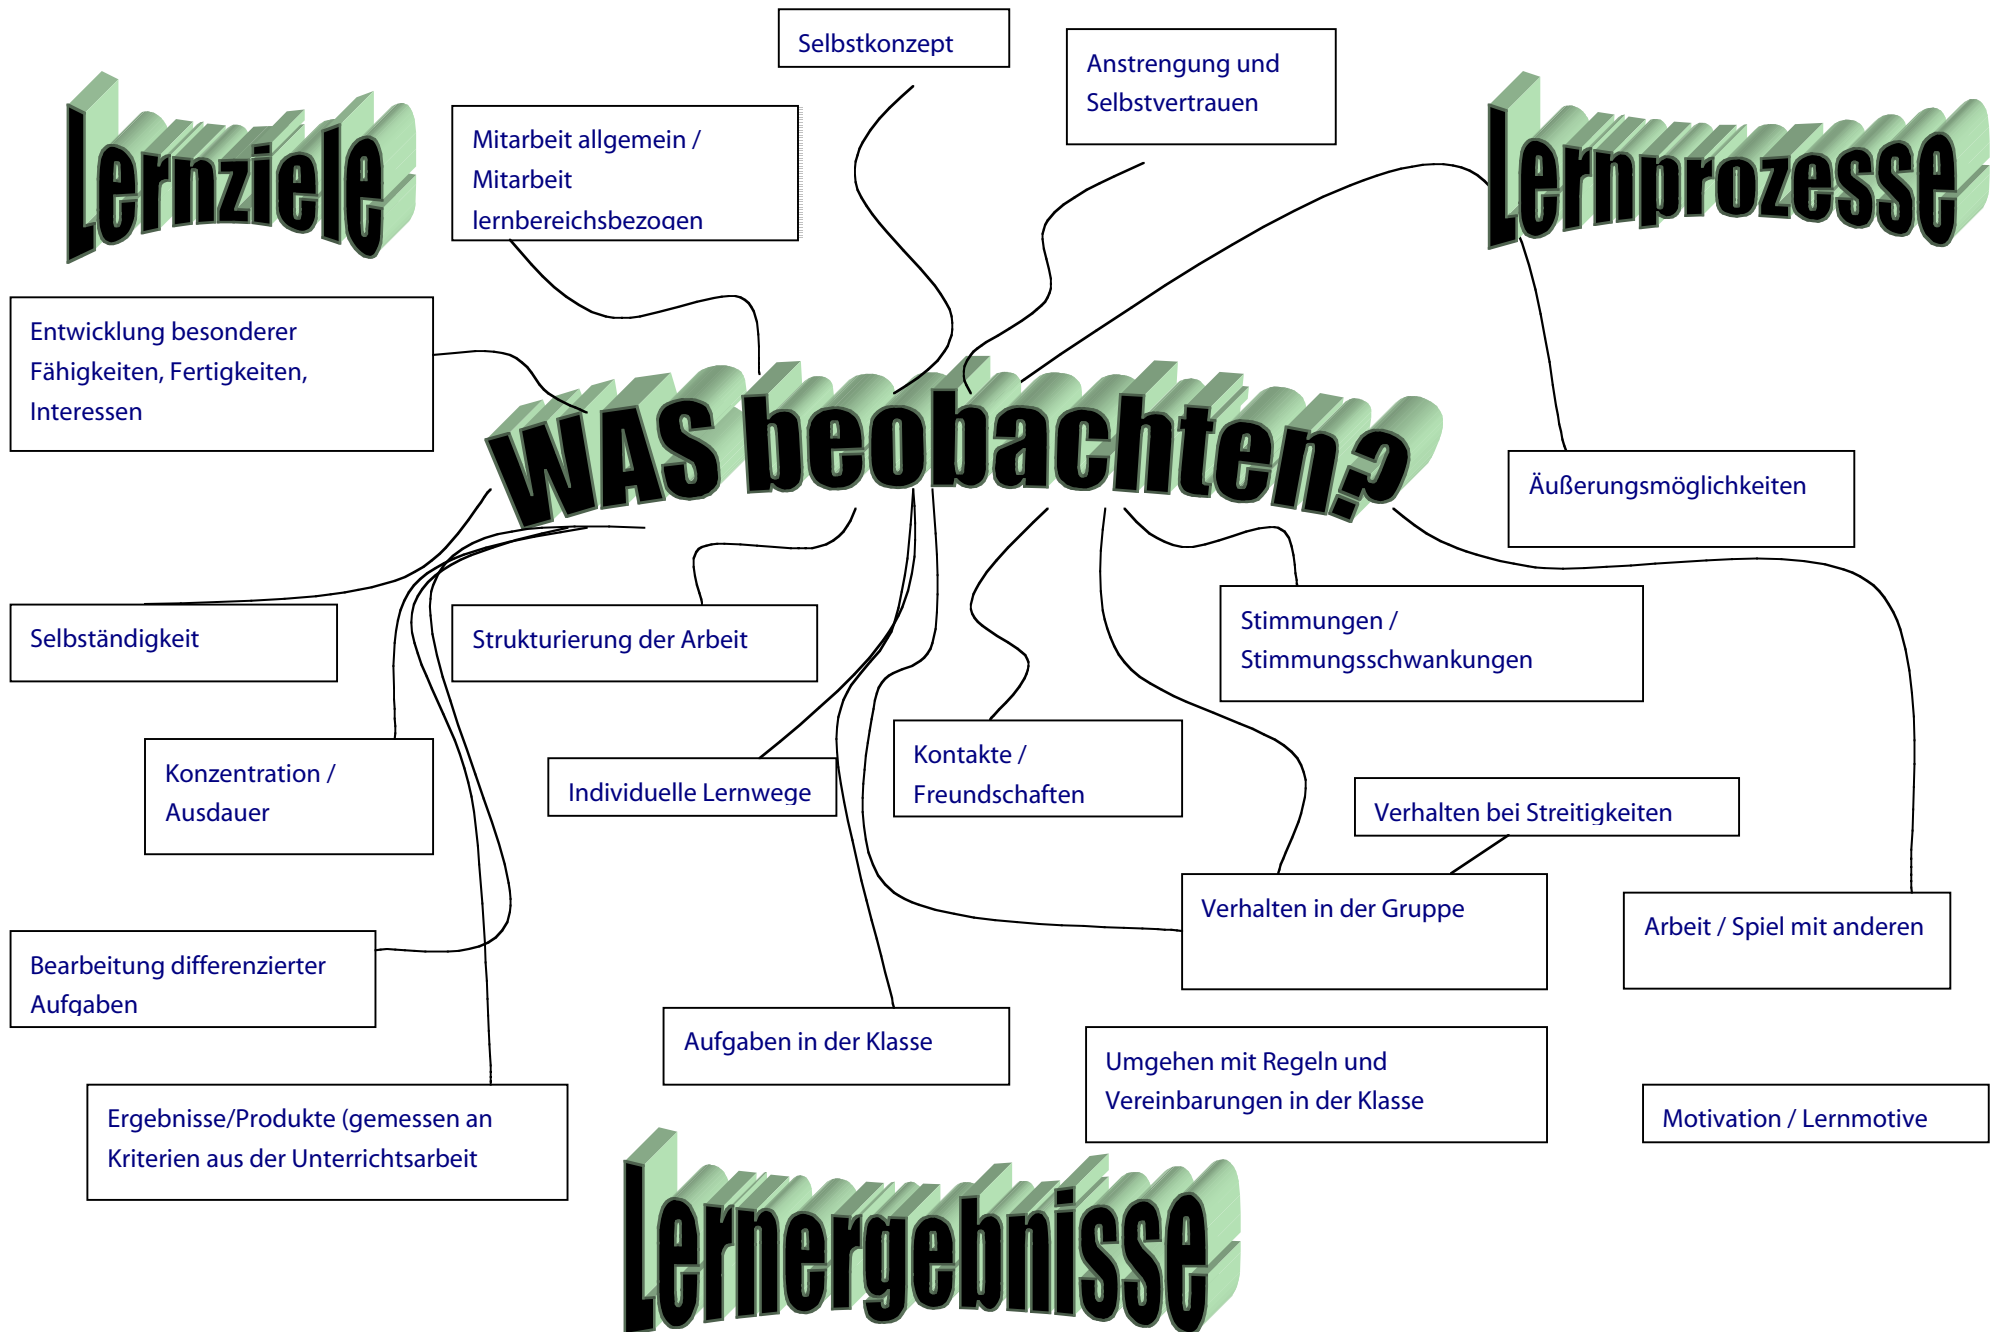 Selbstkonzept
Anstrengung und
Selbstvertrauen
Lernziele
Mitarbeit allgemein /
Mitarbeit
lernbereichsbezogen
Lernprozesse
Entwicklung besonderer
Fähigkeiten, Fertigkeiten,
Interessen
WAS beobachten?
Äußerungsmöglichkeiten
Selbständigkeit
Strukturierung der Arbeit
Stimmungen /
Stimmungsschwankungen
Konzentration /
Ausdauer
Individuelle Lernwege
Kontakte /
Freundschaften
Verhalten bei Streitigkeiten
Verhalten in der Gruppe
Arbeit / Spiel mit anderen
Bearbeitung differenzierter
Aufgaben
Aufgaben in der Klasse
Umgehen mit Regeln und
Vereinbarungen in der Klasse
Ergebnisse/Produkte (gemessen an
Kriterien aus der Unterrichtsarbeit
Motivation / Lernmotive
Lernergebnisse